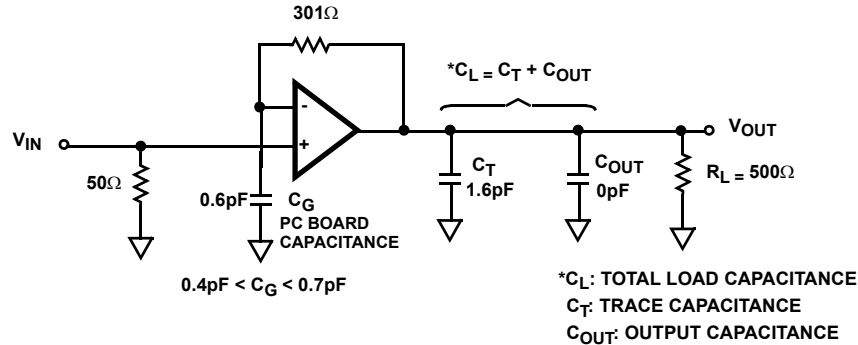 301Ω
*CL = CT + COUT
-
+
VIN
VOUT
50Ω
0.6pF
CG
PC BOARD
CAPACITANCE
CT
1.6pF
COUT
0pF
RL = 500Ω
0.4pF < CG < 0.7pF
*CL: TOTAL LOAD CAPACITANCE
CT: TRACE CAPACITANCE
COUT: OUTPUT CAPACITANCE